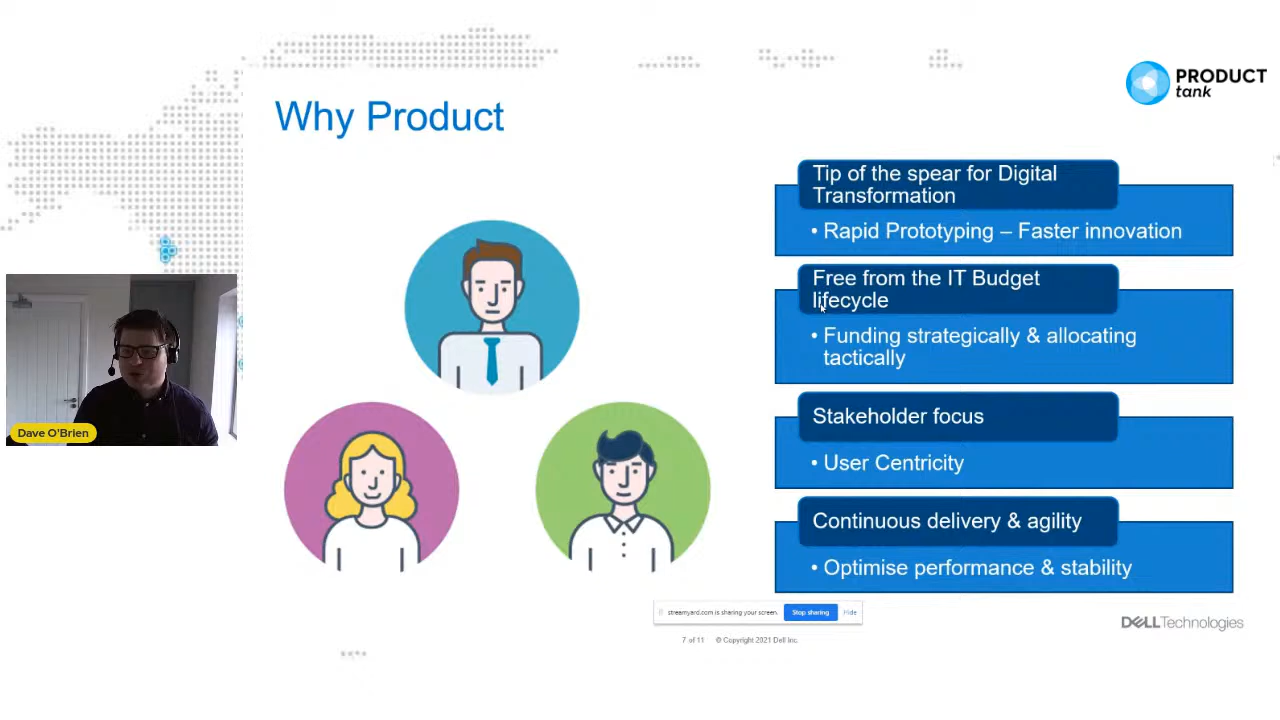 PRODUCT
tank
Why Product
Tip of the spear for Digital
Transformation
• Rapid Prototyping – Faster innovation
Free from the IT Budget
lifecycle
• Funding strategically & allocating
tactically
Stakeholder focus
• User Centricity
Continuous delivery & agility
• Optimise performance & stability
Dave O'Brien
streamyard.com is sharing your screen.
Stop sharing
Hide
7 of 11
© Copyright 2021 Dell Inc.
DELLTechnologies